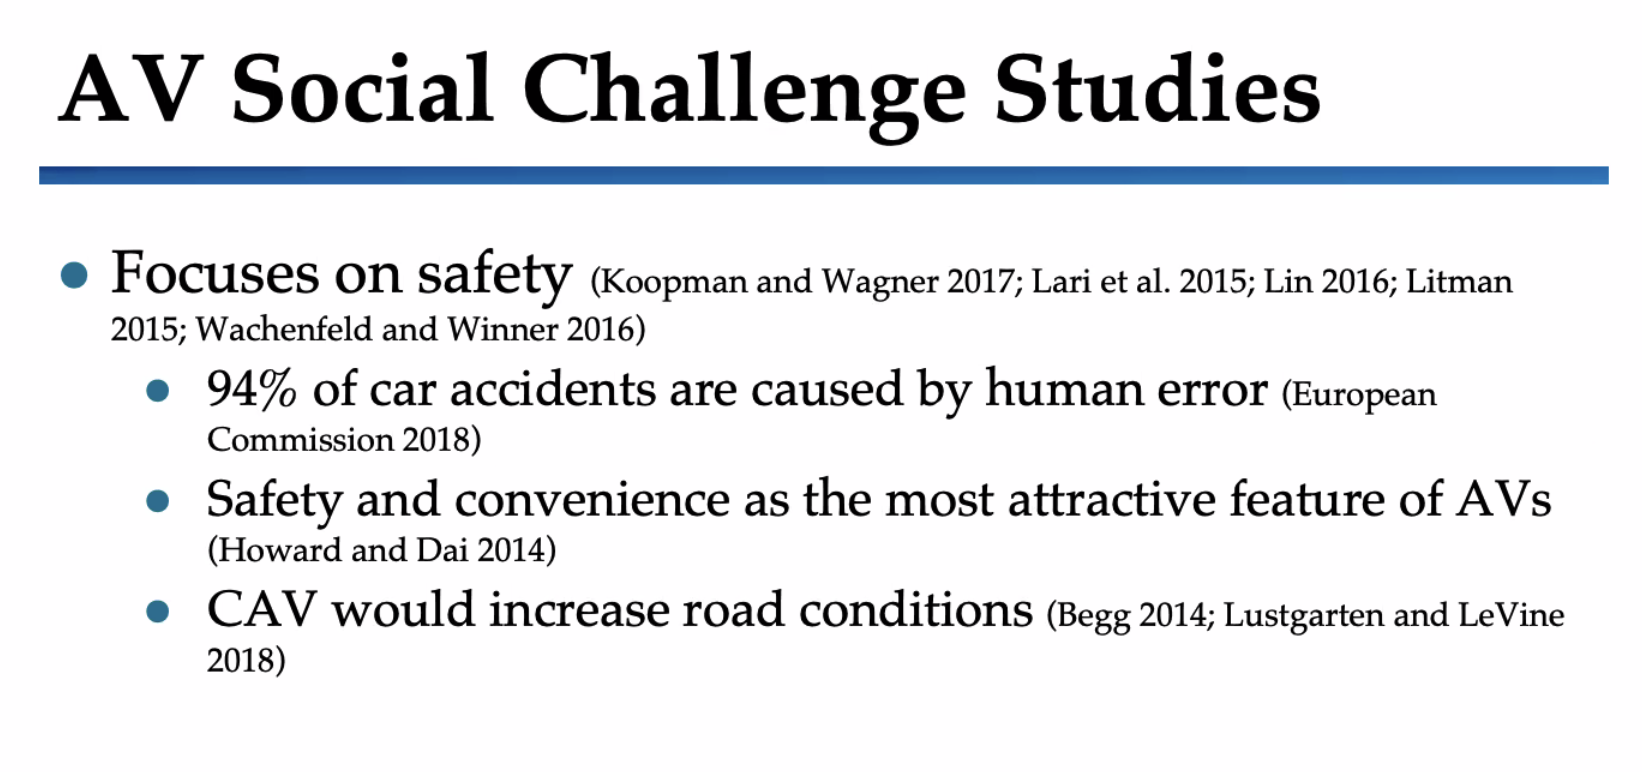 AV Social Challenge Studies
Focuses on safety (Koopman and Wagner 2017; Lari et al. 2015; Lin 2016; Litman
2015; Wachenfeld and Winner 2016)
94% of car accidents are caused by human error (European
Commission 2018)
Safety and convenience as the most attractive feature of AVs
(Howard and Dai 2014)
CAV would increase road conditions (Begg 2014; Lustgarten and LeVine
2018)